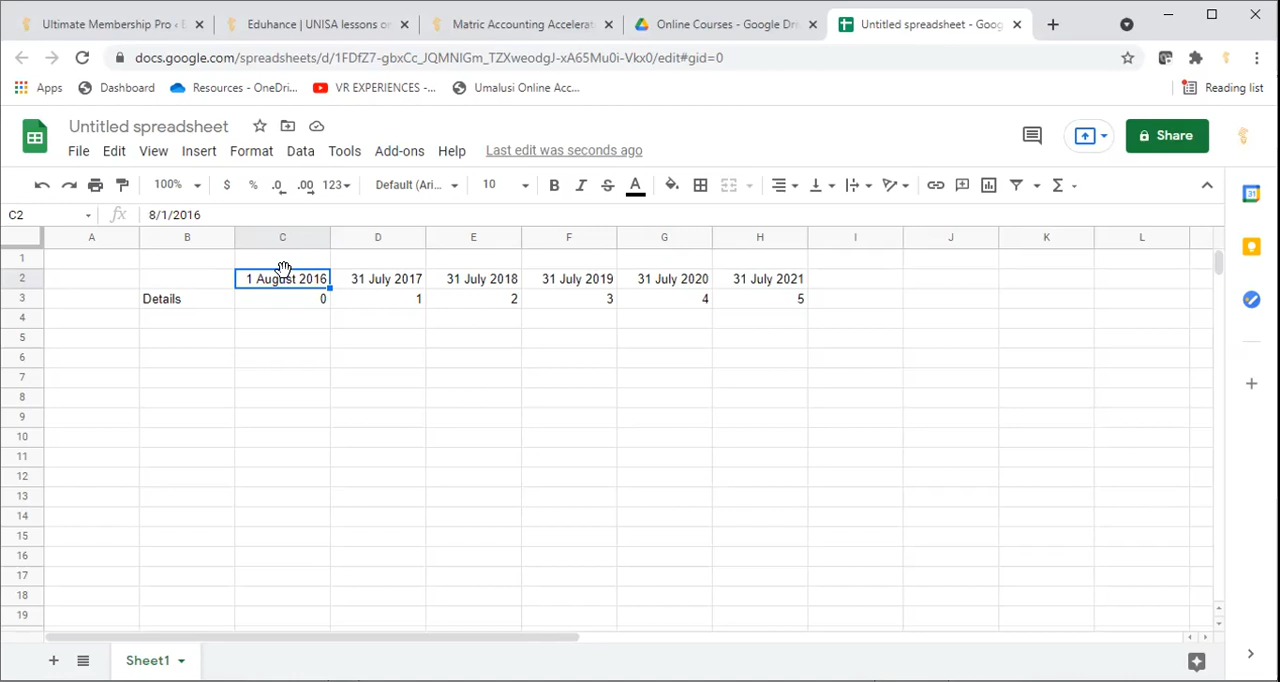 Ultimate Membership Pro ‹ E
Eduhance | UNISA lessons on
Matric Accounting Accelerat
Online Courses - Google Dri
Untitled spreadsheet - Goog
docs.google.com/spreadsheets/d/1FDfZ7-gbxCc_JQMNIGm_TZXweodgJ-xA65Mu0i-Vkx0/edit#gid=0
Apps
Dashboard
Resources - OneDri...
VR EXPERIENCES -...
Umalusi Online Acc...
Reading list
Untitled spreadsheet
Share
File Edit View Insert Format Data Tools Add-ons Help Last edit was seconds ago
100% $ % .0 .00 123 Default (Ari... 10 B I S A Σ
C2 fx 8/1/2016
A B C D E F G H I J K L
1
2 1 August 2016 31 July 2017 31 July 2018 31 July 2019 31 July 2020 31 July 2021
3 Details 0 1 2 3 4 5
4
5
6
7
8
9
10
11
12
13
14
15
16
17
18
19
Sheet1
31